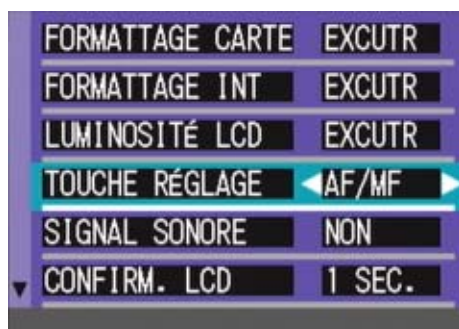 FORMATTAGE CARTE EXCUTR
FORMATTAGE INT EXCUTR
LUMINOSITÉ LCD EXCUTR
TOUCHE RÉGLAGE AF/MF
SIGNAL SONORE NON
CONFIRM. LCD 1 SEC.